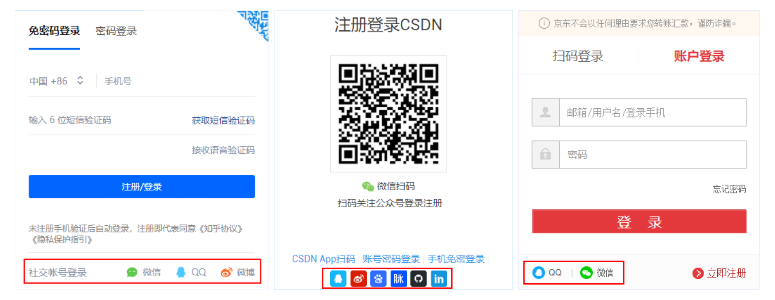 免密码登录 密码登录
中国 +86 手机号
输入 6 位短信验证码 获取短信验证码
接收语音验证码
注册/登录
未注册手机验证后自动登录，注册即代表同意《知乎协议》
《隐私保护指引》
社交帐号登录 微信 QQ 微博
注册登录CSDN
微信扫码
扫码关注公众号登录注册
CSDN App扫码 账号密码登录 手机免密登录
脉 in
京东不会以任何理由要求您转账汇款，谨防诈骗。
扫码登录 账户登录
邮箱/用户名/登录手机
密码
忘记密码
登 录
QQ 微信 立即注册